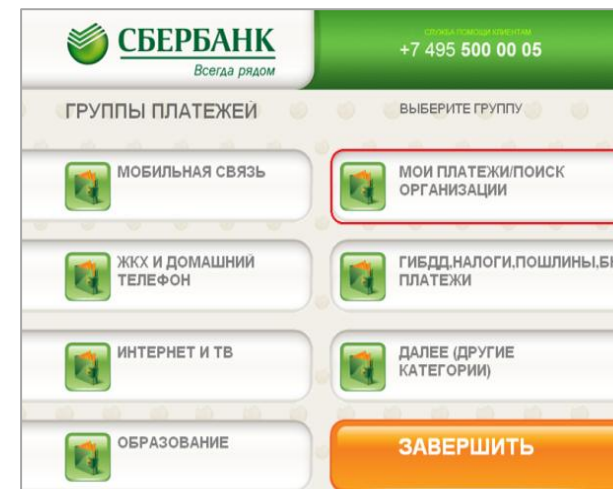 СБЕРБАНК
Всегда рядом
СЛУЖБА ПОМОЩИ КЛИЕНТАМ
+7 495 500 00 05
ГРУППЫ ПЛАТЕЖЕЙ
ВЫБЕРИТЕ ГРУППУ
МОБИЛЬНАЯ СВЯЗЬ
МОИ ПЛАТЕЖИ/ПОИСК
ОРГАНИЗАЦИИ
ЖКХ И ДОМАШНИЙ
ТЕЛЕФОН
ГИБДД,НАЛОГИ,ПОШЛИНЫ,
ПЛАТЕЖИ
ИНТЕРНЕТ И ТВ
ДАЛЕЕ (ДРУГИЕ
КАТЕГОРИИ)
ОБРАЗОВАНИЕ
ЗАВЕРШИТЬ